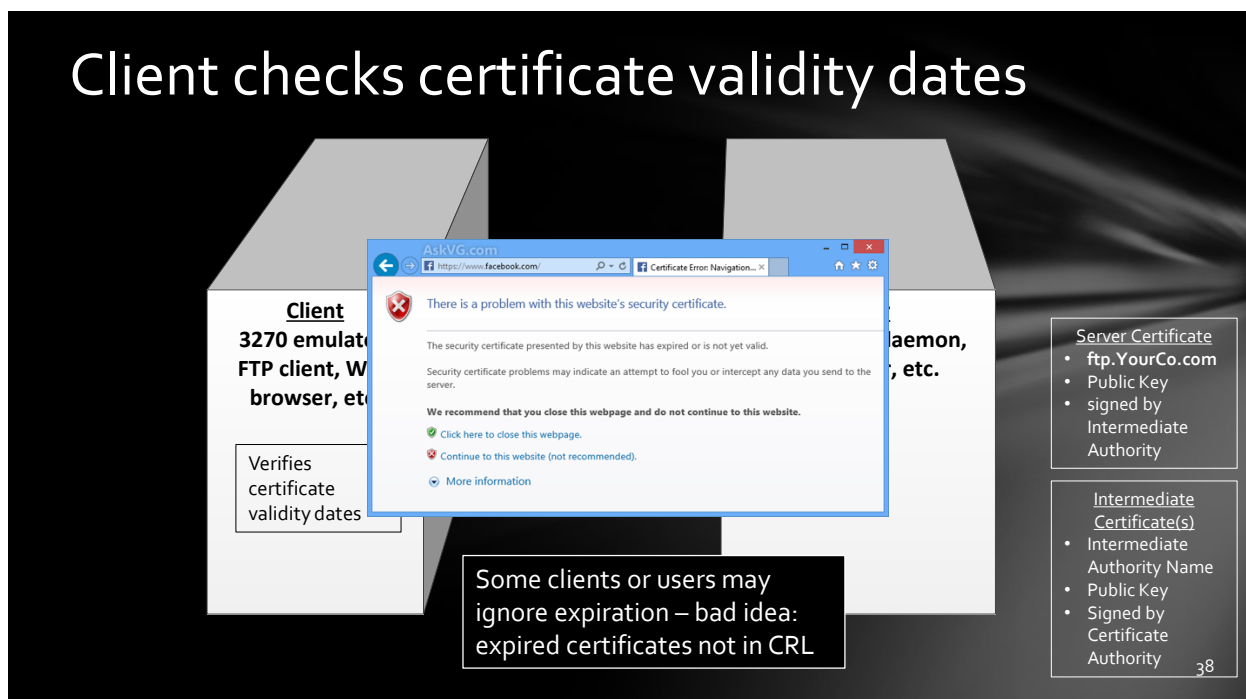 Client checks certificate validity dates
AskVG.com
https://www.facebook.com/
Certificate Error: Navigation...
There is a problem with this website's security certificate.
The security certificate presented by this website has expired or is not yet valid.
Security certificate problems may indicate an attempt to fool you or intercept any data you send to the
server.
We recommend that you close this webpage and do not continue to this website.
Click here to close this webpage.
Continue to this website (not recommended).
More information
Client
3270
FTP client,
browser,
Verifies
certificate
validity dates
, etc.
Some clients or users may
ignore expiration – bad idea:
expired certificates not in CRL
Server Certificate
• ftp.YourCo.com
• Public Key
• signed by
Intermediate
Authority
Intermediate
Certificate(s)
• Intermediate
Authority Name
• Public Key
• Signed by
Certificate
Authority
38